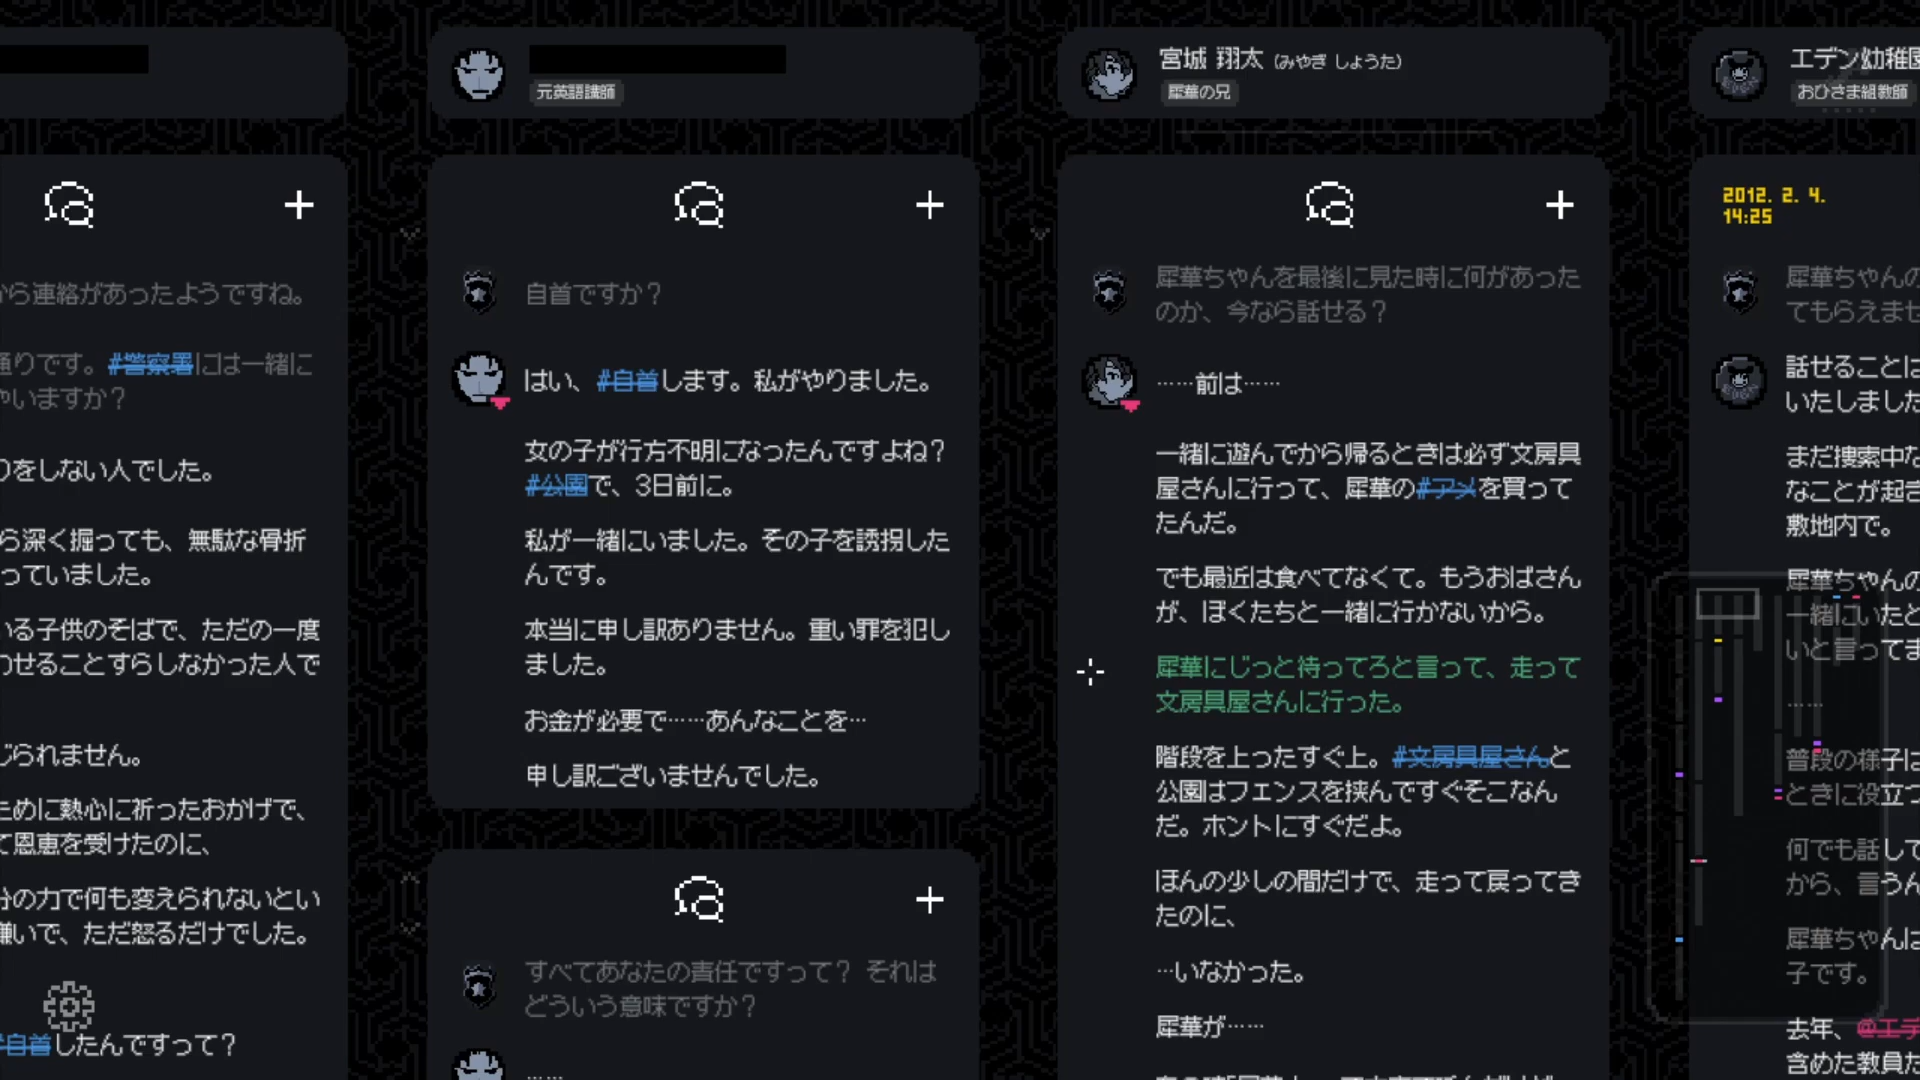 から連絡があったようですね。
通りです。#警察署には一緒に
いますか？
をしない人でした。
ら深く掘っても、無駄な骨折
っていました。
いる子供のそばで、ただの一度
せることすらしなかった人で
じられません。
ために熱心に祈ったおかげで、
て恩恵を受けたのに、
分の力で何も変えられないとい
嫌いで、ただ怒るだけでした。
#自首したんですって？
元英語講師
自首ですか？
はい、#自首します。私がやりました。
女の子が行方不明になったんですよね？
#公園で、3日前に。
私が一緒にいました。その子を誘拐した
んです。
本当に申し訳ありません。重い罪を犯し
ました。
お金が必要で……あんなことを…
申し訳ございませんでした。
すべてあなたの責任ですって？ それは
どういう意味ですか？
……
宮城 翔太（みやぎ しょうた）
犀華の兄
犀華ちゃんを最後に見た時に何があった
のか、今なら話せる？
……前は……
一緒に遊んでから帰るときは必ず文房具
屋さんに行って、犀華の#アメを買って
たんだ。
でも最近は食べてなくて。もうおばさん
が、ぼくたちと一緒に行かないから。
犀華にじっと待ってろと言って、走って
文房具屋さんに行った。
階段を上ったすぐ上。#文房具屋さんと
公園はフェンスを挟んですぐそこなん
だ。ホントにすぐだよ。
ほんの少しの間だけで、走って戻ってき
たのに、
…いなかった。
犀華が……
エデン幼稚園
おひさま組教師
2012. 2. 4.
14:25
犀華ちゃんの
てもらえませ
話せることは
いたしました
まだ捜索中な
なことが起き
敷地内で。
犀華ちゃんの
一緒にいたと
いと言ってま
……
普段の様子は
ときに役立つ
何でも話して
から、言うん
犀華ちゃんは
子です。
去年、@エデ
含めた教員た